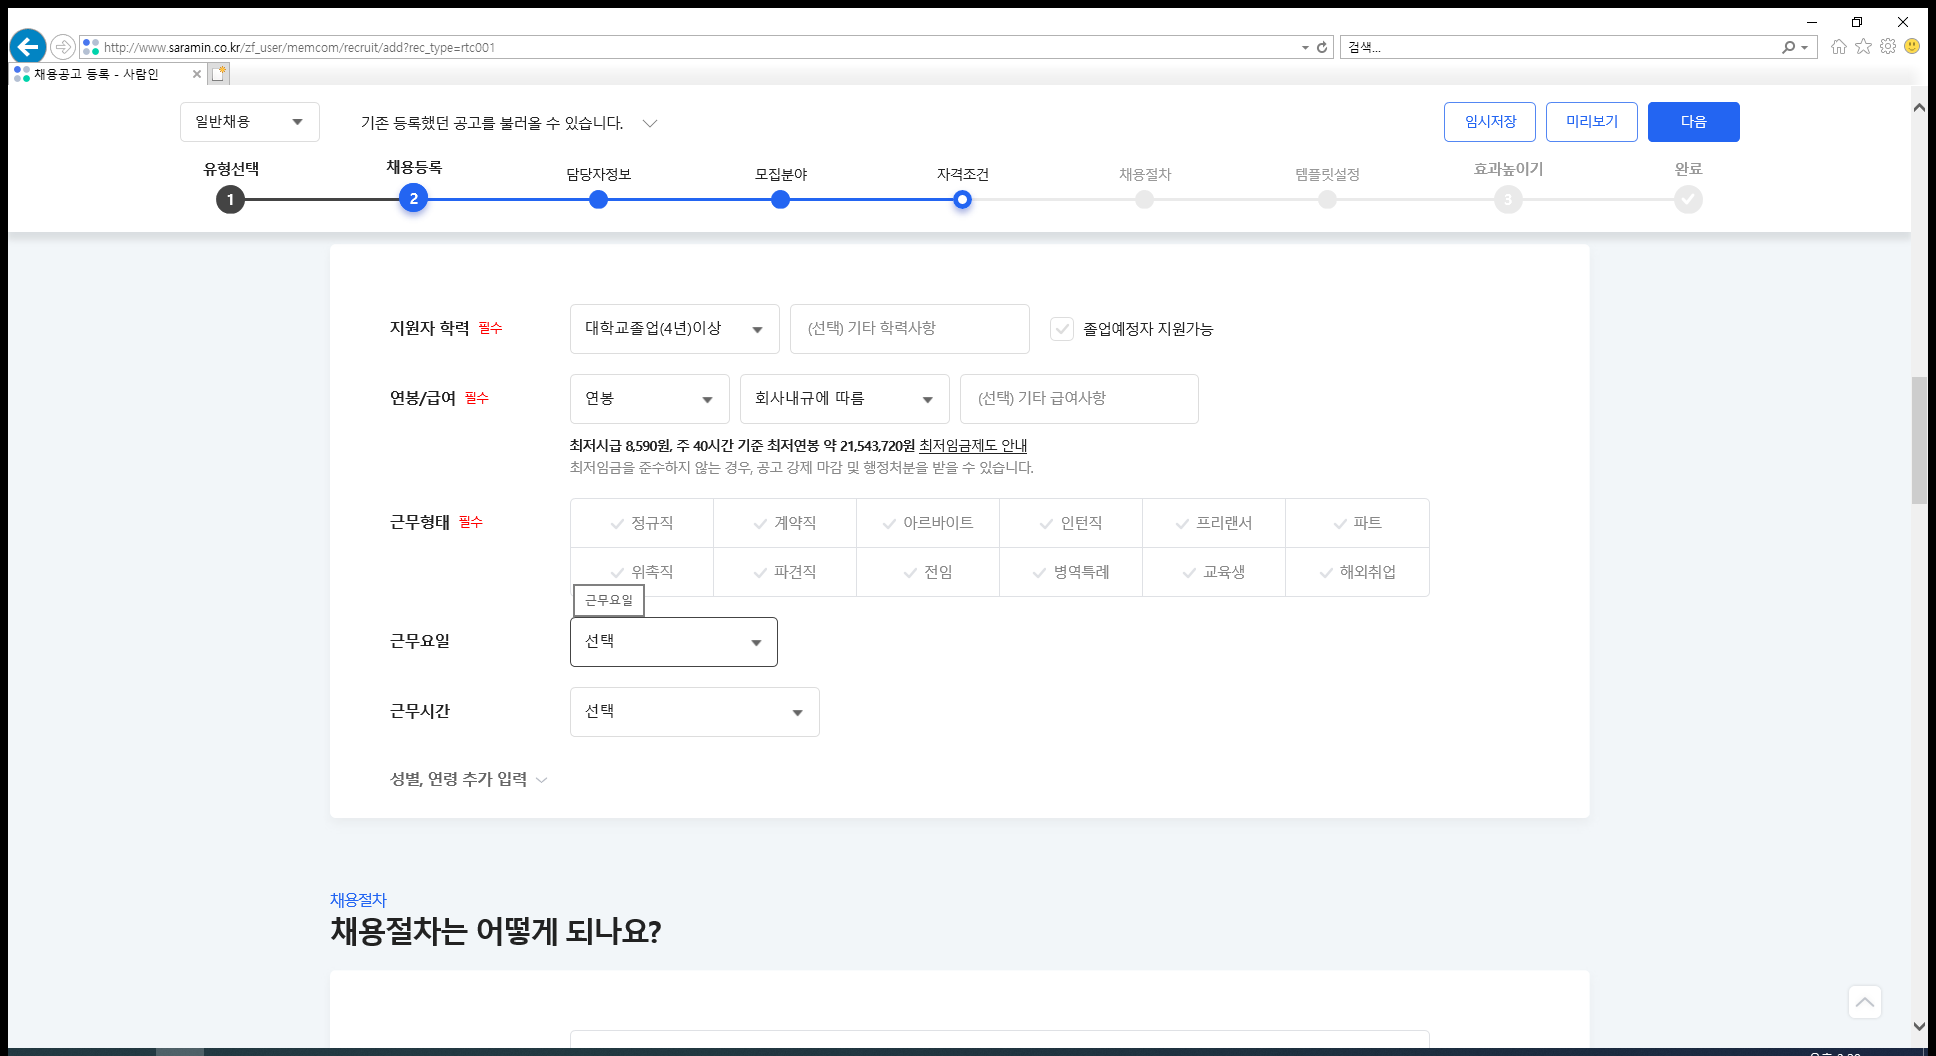 http://www.saramin.co.kr/zf_user/memcom/recruit/add?rec_type=rtc001
검색...
채용공고 등록 - 사람인
일반채용
기존 등록했던 공고를 불러올 수 있습니다.
임시저장
미리보기
다음
유형선택
채용등록
담당자정보
모집분야
자격조건
채용절차
템플릿설정
효과높이기
완료
1
2
3
지원자 학력 필수
대학교졸업(4년)이상
(선택) 기타 학력사항
졸업예정자 지원가능
연봉/급여 필수
연봉
회사내규에 따름
(선택) 기타 급여사항
최저시급 8,590원, 주 40시간 기준 최저연봉 약 21,543,720원 최저임금제도 안내
최저임금을 준수하지 않는 경우, 공고 강제 마감 및 행정처분을 받을 수 있습니다.
근무형태 필수
정규직
계약직
아르바이트
인턴직
프리랜서
파트
위촉직
파견직
전임
병역특례
교육생
해외취업
근무요일
근무요일
선택
근무시간
선택
성별, 연령 추가 입력
채용절차
채용절차는 어떻게 되나요?